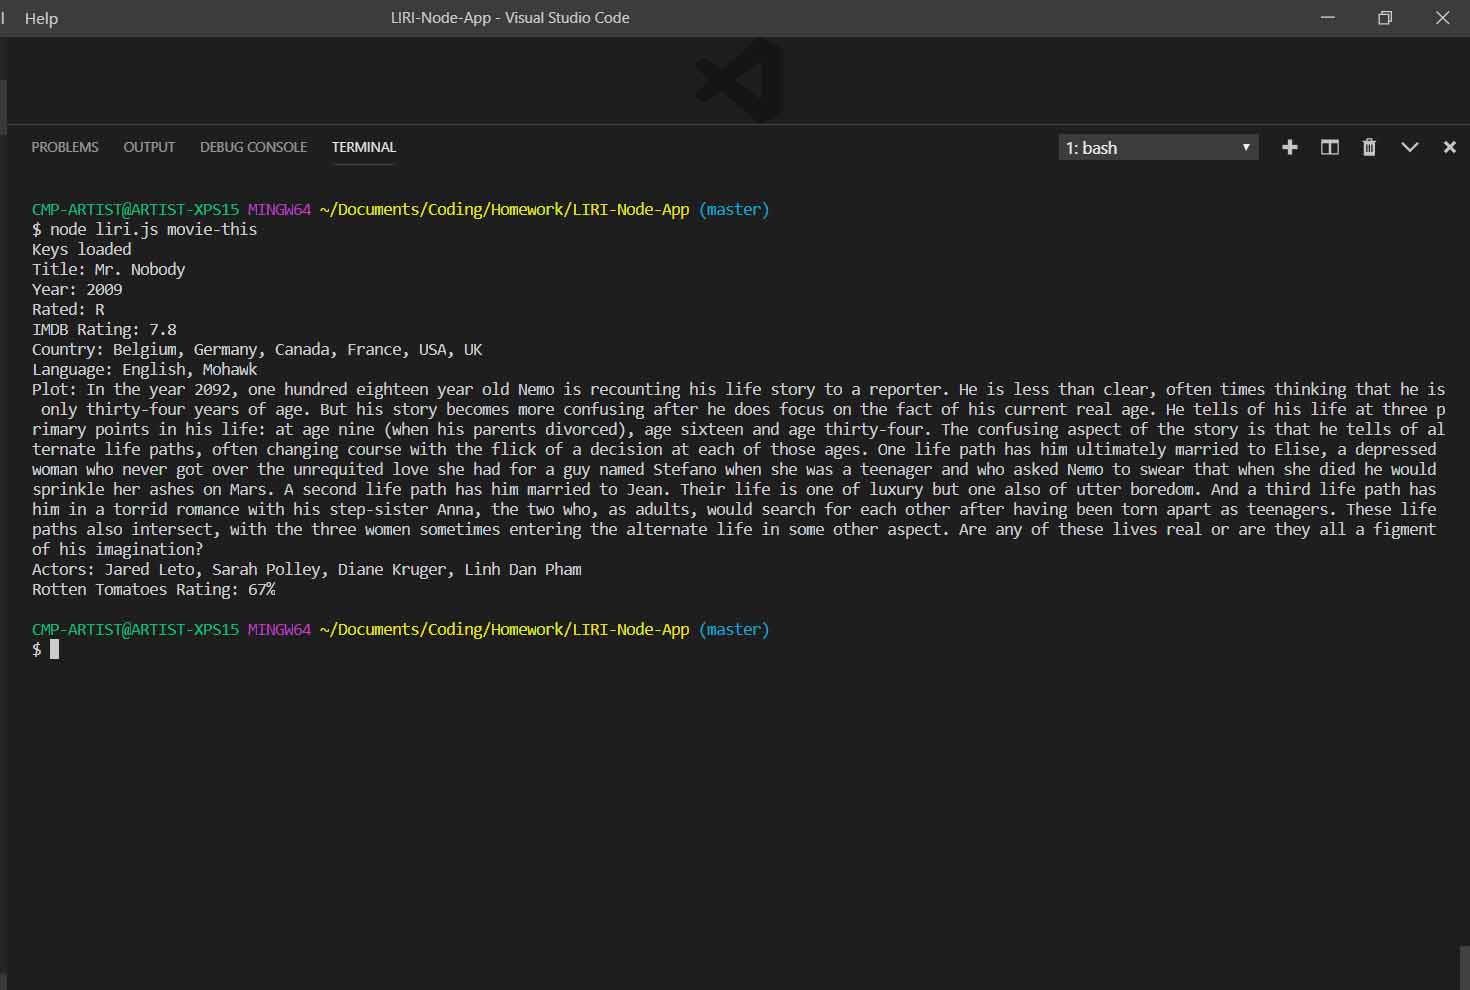 Help
LIRI-Node-App - Visual Studio Code
PROBLEMS OUTPUT DEBUG CONSOLE TERMINAL
1: bash
CMP-ARTIST@ARTIST-XPS15 MINGW64 ~/Documents/Coding/Homework/LIRI-Node-App (master)
$ node liri.js movie-this
Keys loaded
Title: Mr. Nobody
Year: 2009
Rated: R
IMDB Rating: 7.8
Country: Belgium, Germany, Canada, France, USA, UK
Language: English, Mohawk
Plot: In the year 2092, one hundred eighteen year old Nemo is recounting his life story to a reporter. He is less than clear, often times thinking that he is
only thirty-four years of age. But his story becomes more confusing after he does focus on the fact of his current real age. He tells of his life at three p
rimary points in his life: at age nine (when his parents divorced), age sixteen and age thirty-four. The confusing aspect of the story is that he tells of al
ternate life paths, often changing course with the flick of a decision at each of those ages. One life path has him ultimately married to Elise, a depressed
woman who never got over the unrequited love she had for a guy named Stefano when she was a teenager and who asked Nemo to swear that when she died he would
sprinkle her ashes on Mars. A second life path has him married to Jean. Their life is one of luxury but one also of utter boredom. And a third life path has
him in a torrid romance with his step-sister Anna, the two who, as adults, would search for each other after having been torn apart as teenagers. These life
paths also intersect, with the three women sometimes entering the alternate life in some other aspect. Are any of these lives real or are they all a figment
of his imagination?
Actors: Jared Leto, Sarah Polley, Diane Kruger, Linh Dan Pham
Rotten Tomatoes Rating: 67%
CMP-ARTIST@ARTIST-XPS15 MINGW64 ~/Documents/Coding/Homework/LIRI-Node-App (master)
$